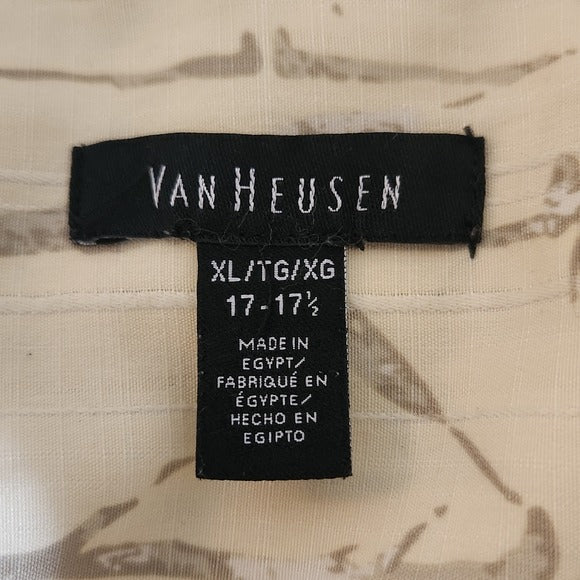 VAN HEUSEN
XL/TG/XG
17-17½
MADE IN
EGYPT/
FABRIQUÉ EN
ÉGYPTE/
HECHO EN
EGIPTO